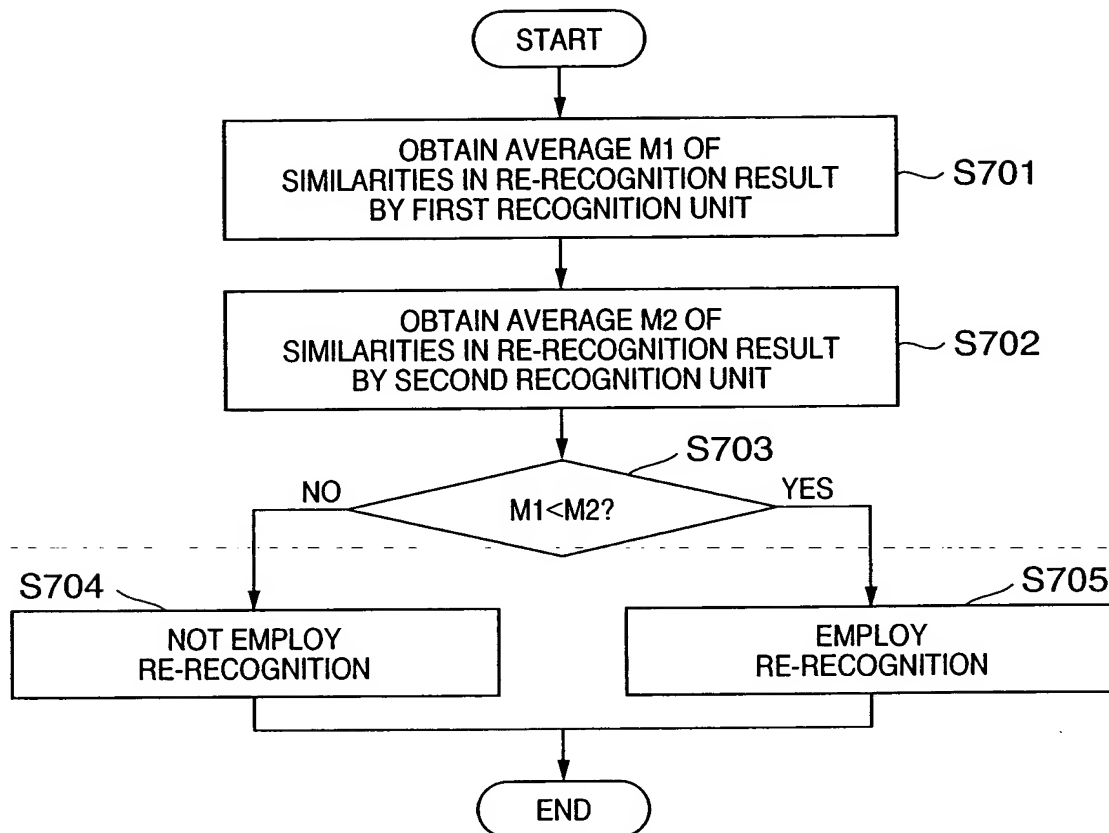 START
OBTAIN AVERAGE M1 OF
SIMILARITIES IN RE-RECOGNITION RESULT
BY FIRST RECOGNITION UNIT
S701
OBTAIN AVERAGE M2 OF
SIMILARITIES IN RE-RECOGNITION RESULT
BY SECOND RECOGNITION UNIT
S702
S703
NO
M1<M2?
YES
S704
NOT EMPLOY
RE-RECOGNITION
S705
EMPLOY
RE-RECOGNITION
END